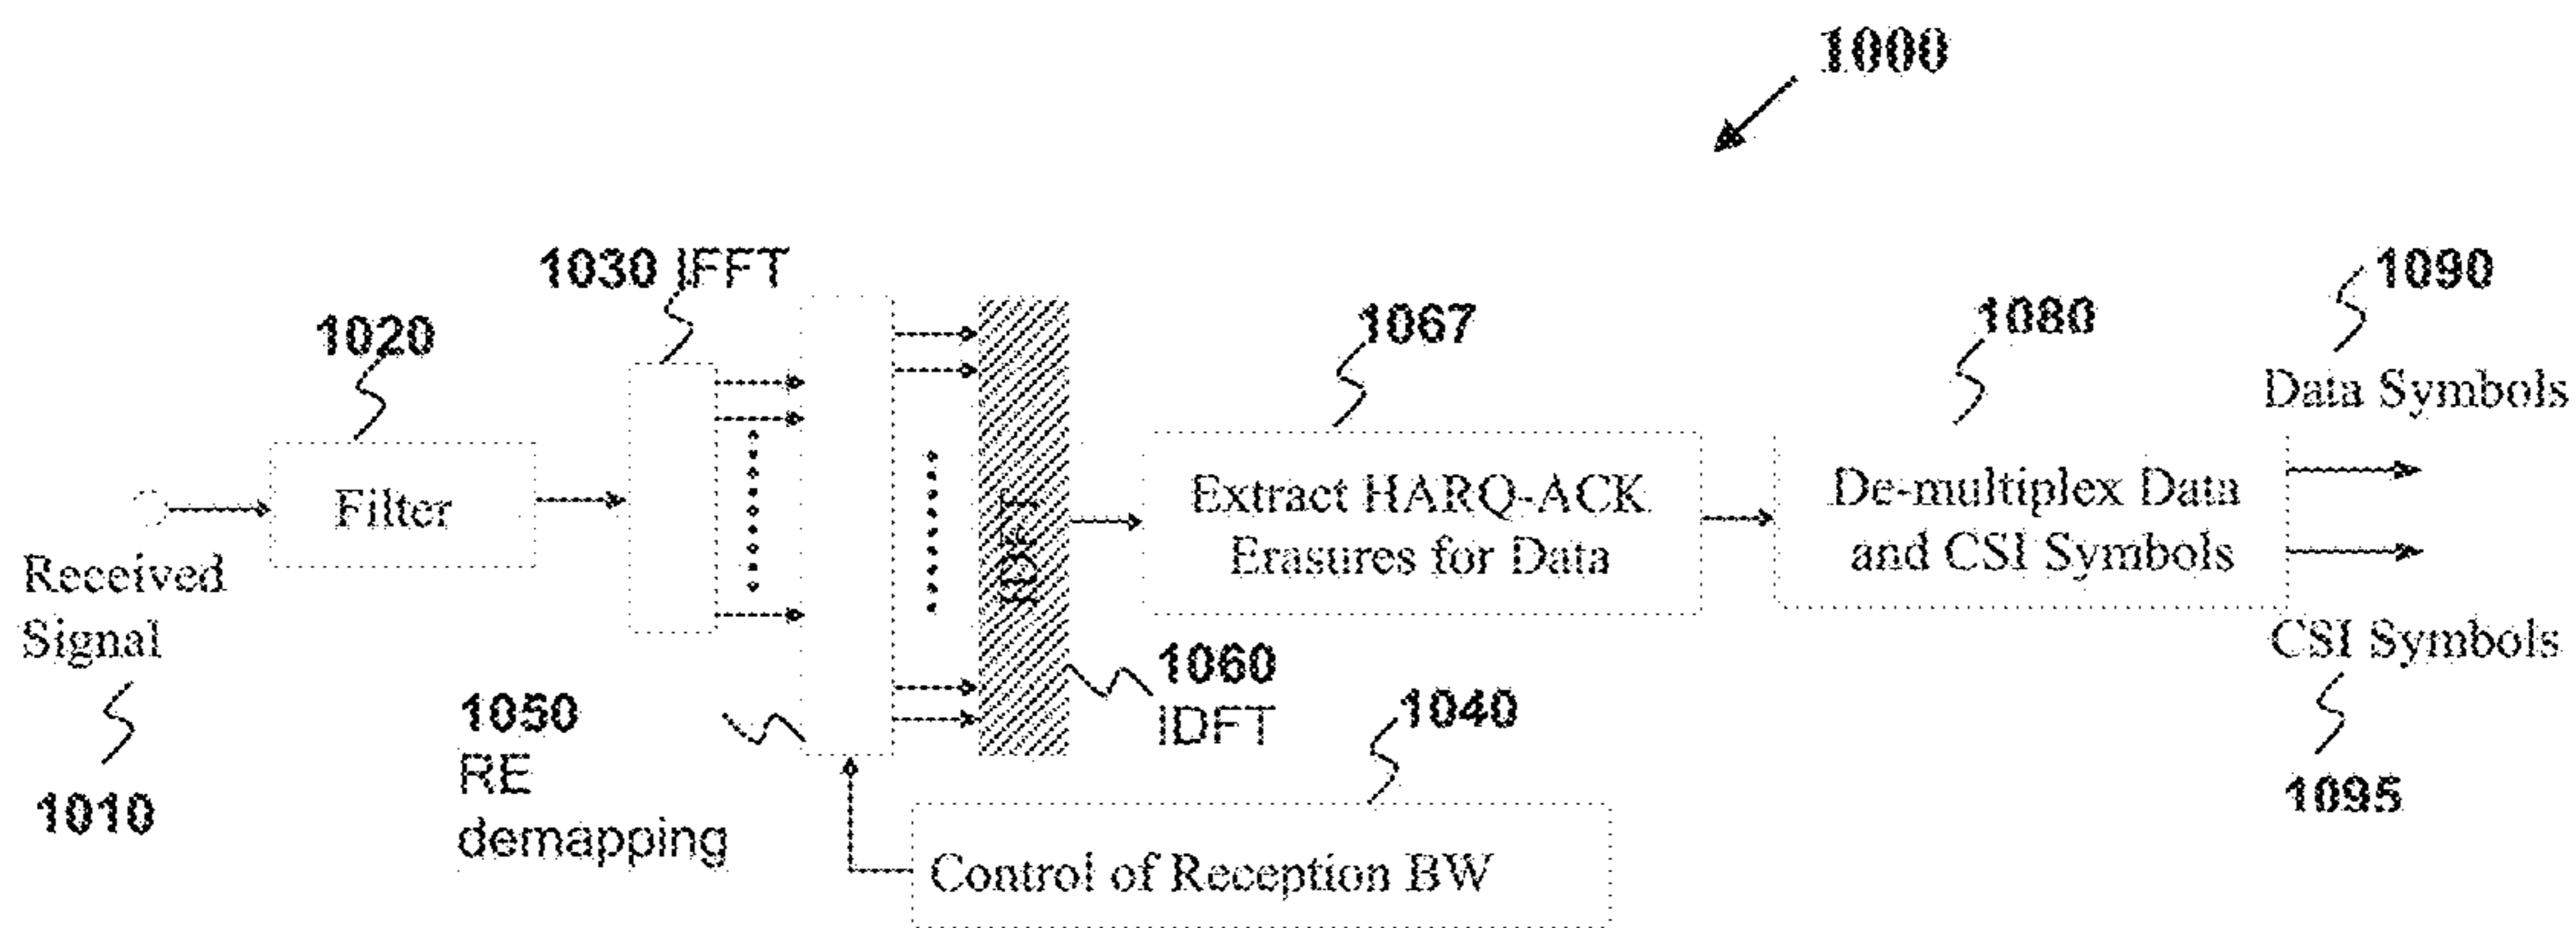 1000
1030 IFFT
1090
1080
1067
1020
Data Symbols
Filter
Extract HARQ-ACK
Erasures for Data
De-multiplex Data
and CSI Symbols
IDFT
Received
Signal
CSI Symbols
1060
IDFT
1050
RE
demapping
1040
1010
1095
Control of Reception BW